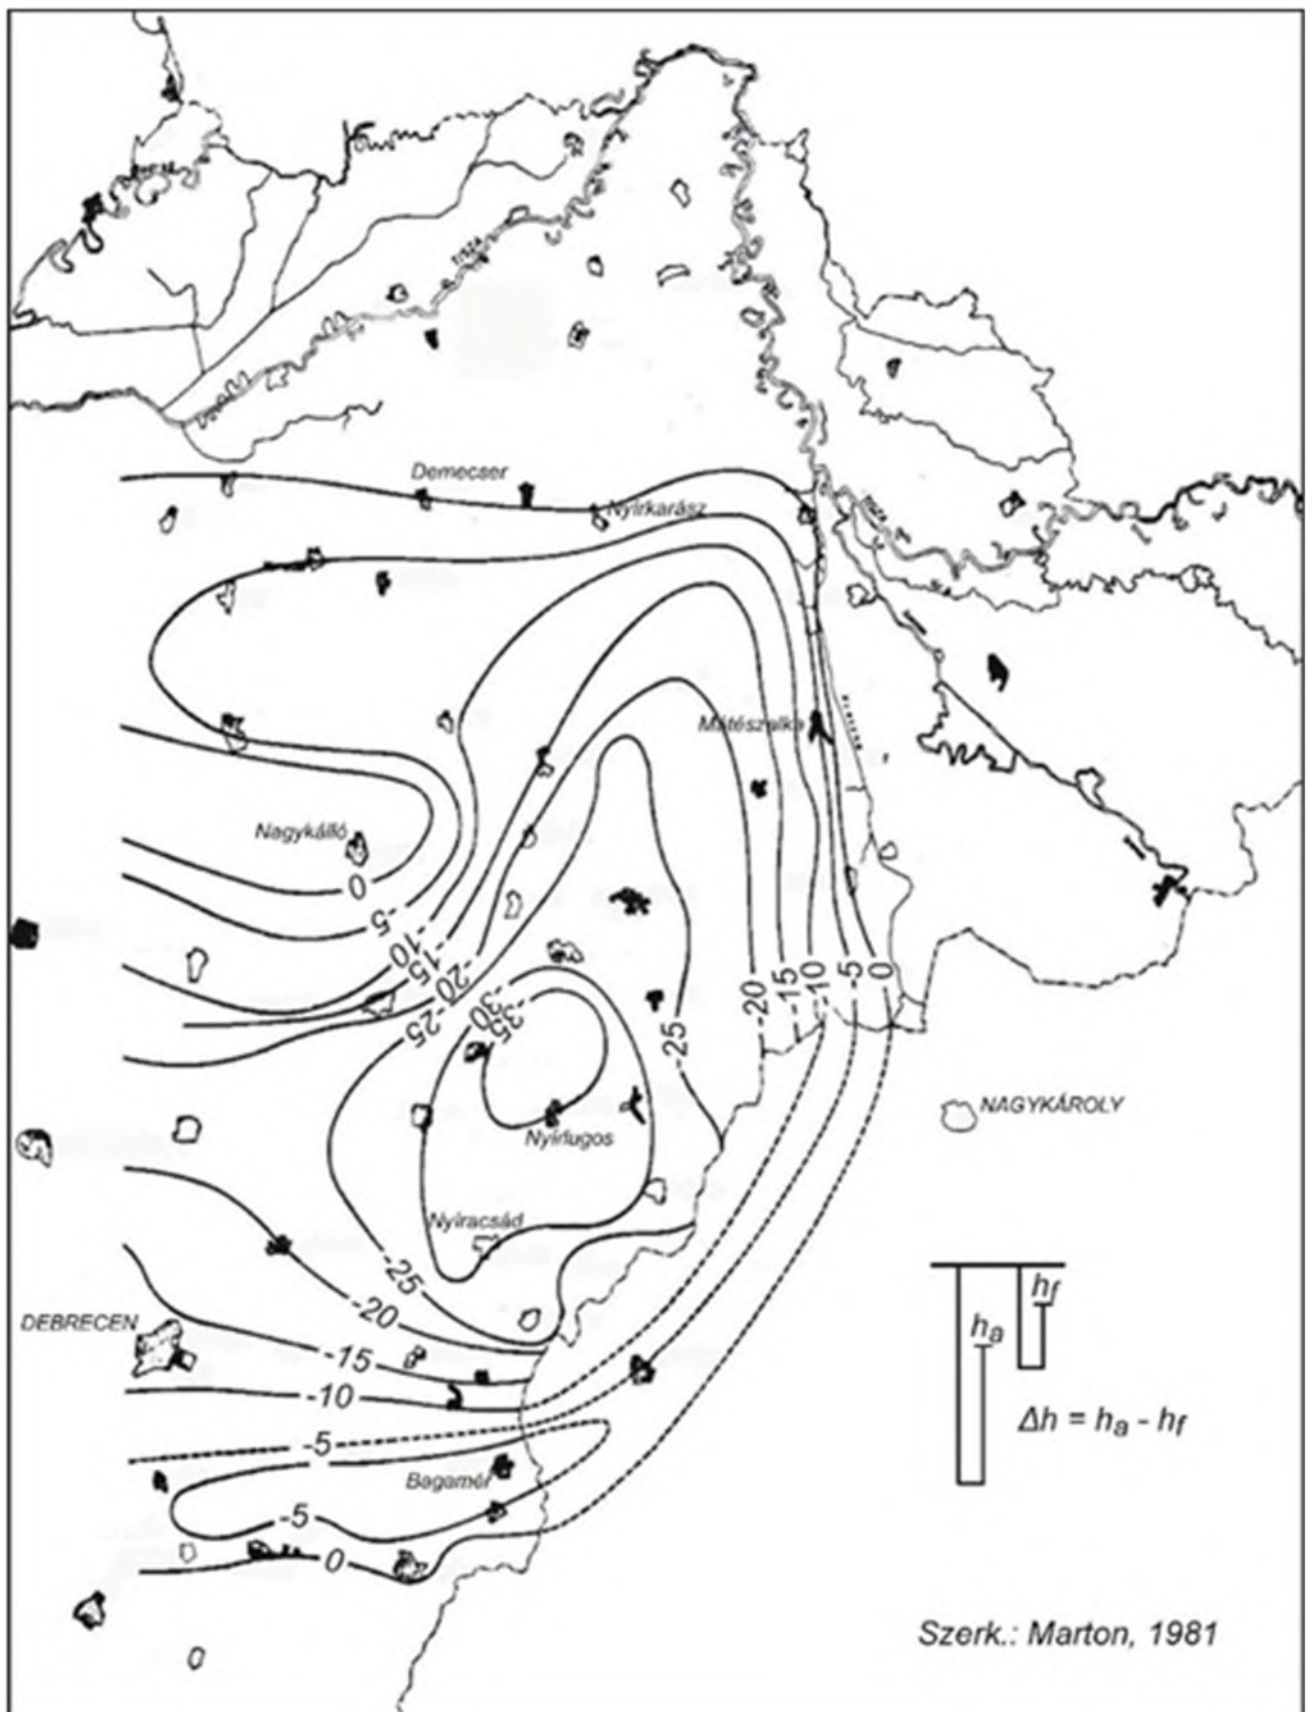 TISZA
Demecser
Nyírkarász
TISZA
Mátészalka
Nagykálló
0
-5
-10
-15
-20
-25
-30
-35
-25
-20
-15
-10
-5
0
NAGYKÁROLY
Nyírlugos
Nyíracsád
-25
-20
DEBRECEN
-15
-10
-5
Bagamér
-5
0
hf
ha
Δh = ha - hf
Szerk.: Marton, 1981